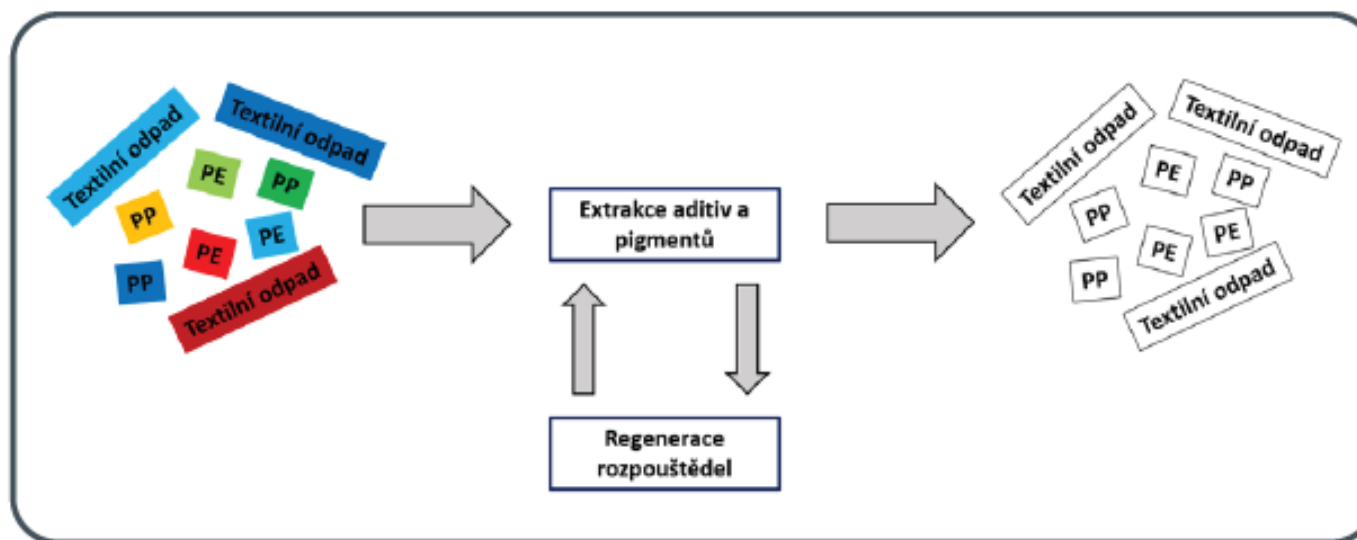 Textilní odpad
Textilní odpad
PE
PP
PP
PE
PE
PP
Textilní odpad
Extrakce aditiv a
pigmentů
Regenerace
rozpouštědel
Textilní odpad
Textilní odpad
PE
PP
PP
PE
PE
PP
Textilní odpad